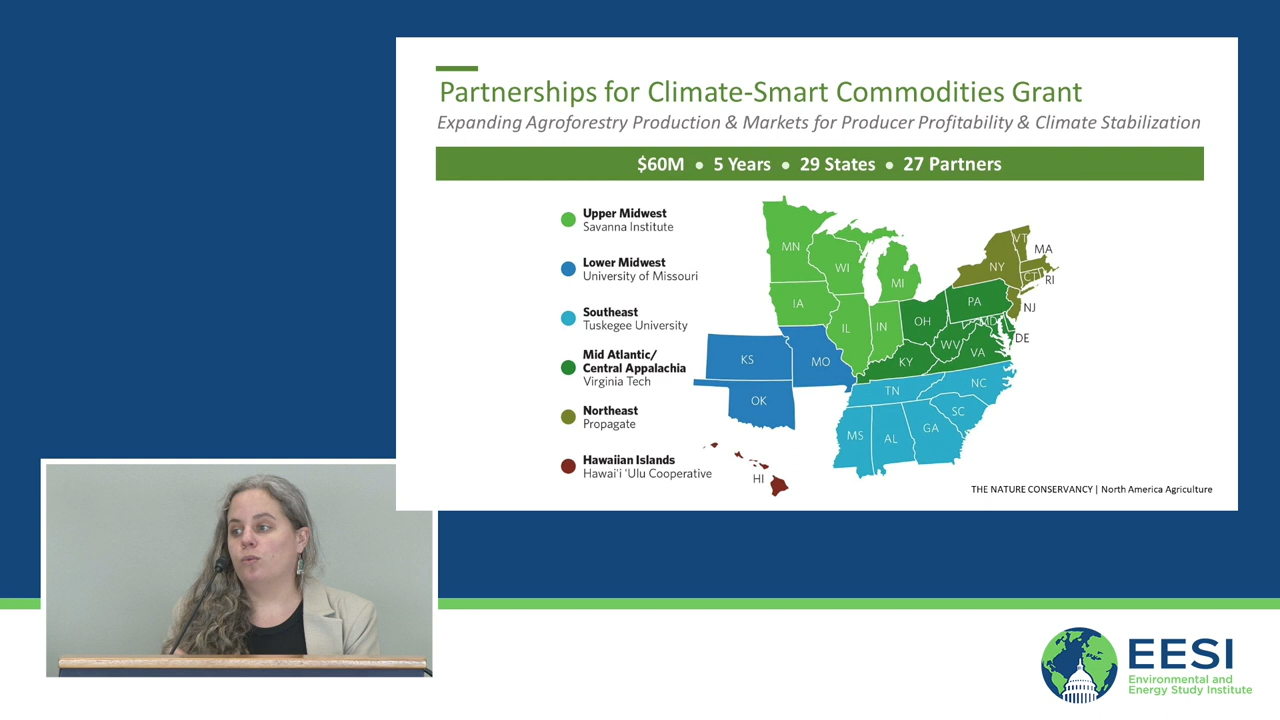 Partnerships for Climate-Smart Commodities Grant
Expanding Agroforestry Production & Markets for Producer Profitability & Climate Stabilization
$60M • 5 Years • 29 States • 27 Partners
Upper Midwest
Savanna Institute
Lower Midwest
University of Missouri
Southeast
Tuskegee University
Mid Atlantic/
Central Appalachia
Virginia Tech
Northeast
Propagate
Hawaiian Islands
Hawai'i 'Ulu Cooperative
MN
WI
MI
IA
IL
IN
OH
PA
NY
VT
MA
CT
RI
NJ
MD
DE
WV
VA
KY
KS
MO
OK
TN
NC
SC
MS
AL
GA
HI
THE NATURE CONSERVANCY | North America Agriculture
EESI
Environmental and
Energy Study Institute